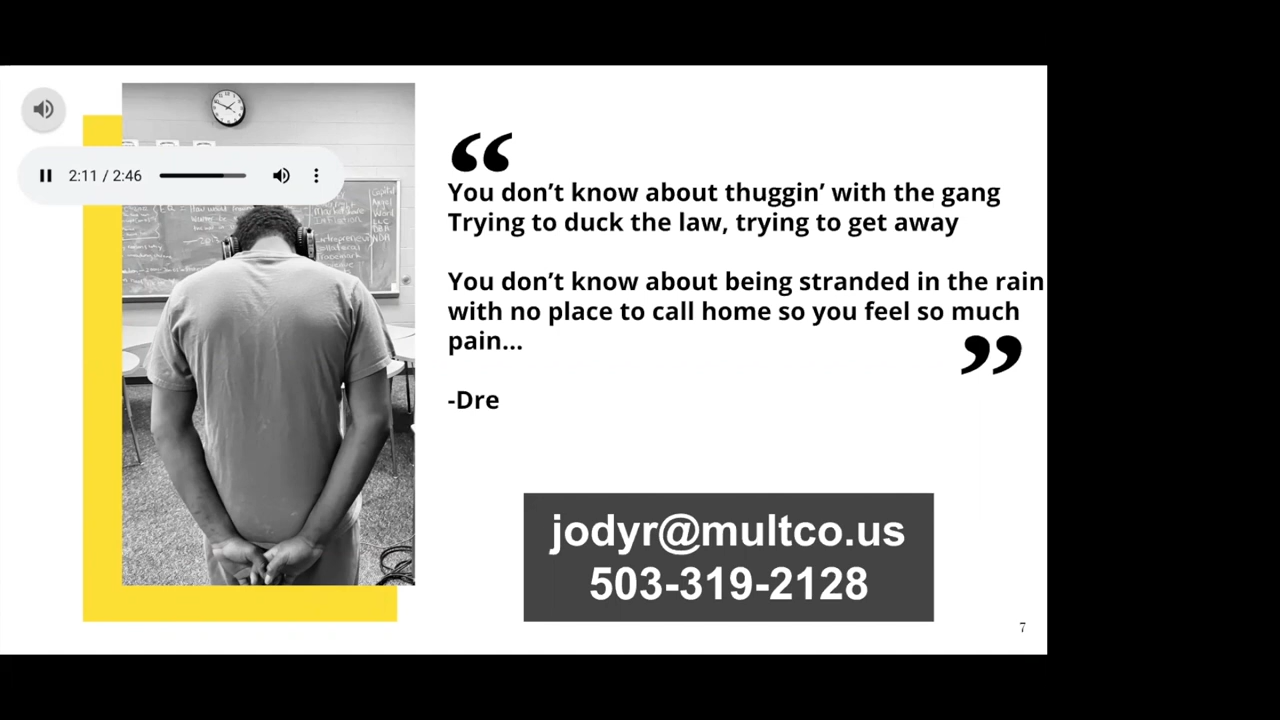 2:11 / 2:46
“
You don’t know about thuggin’ with the gang
Trying to duck the law, trying to get away
You don’t know about being stranded in the rain
with no place to call home so you feel so much
pain...
”
-Dre
Capital
Inflation
jodyr@multco.us
503-319-2128
7